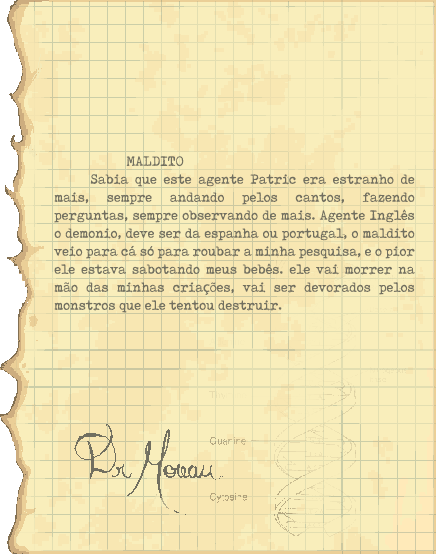 MALDITO
Sabia que este agente Patric era estranho de
mais, sempre andando pelos cantos, fazendo
perguntas, sempre observando de mais. Agente Inglês
o demonio, deve ser da espanha ou portugal, o maldito
veio para cá só para roubar a minha pesquisa, e o pior
ele estava sabotando meus bebês. ele vai morrer na
mão das minhas criações, vai ser devorados pelos
monstros que ele tentou destruir.
Dr Moreau
Guanine
Cytosine